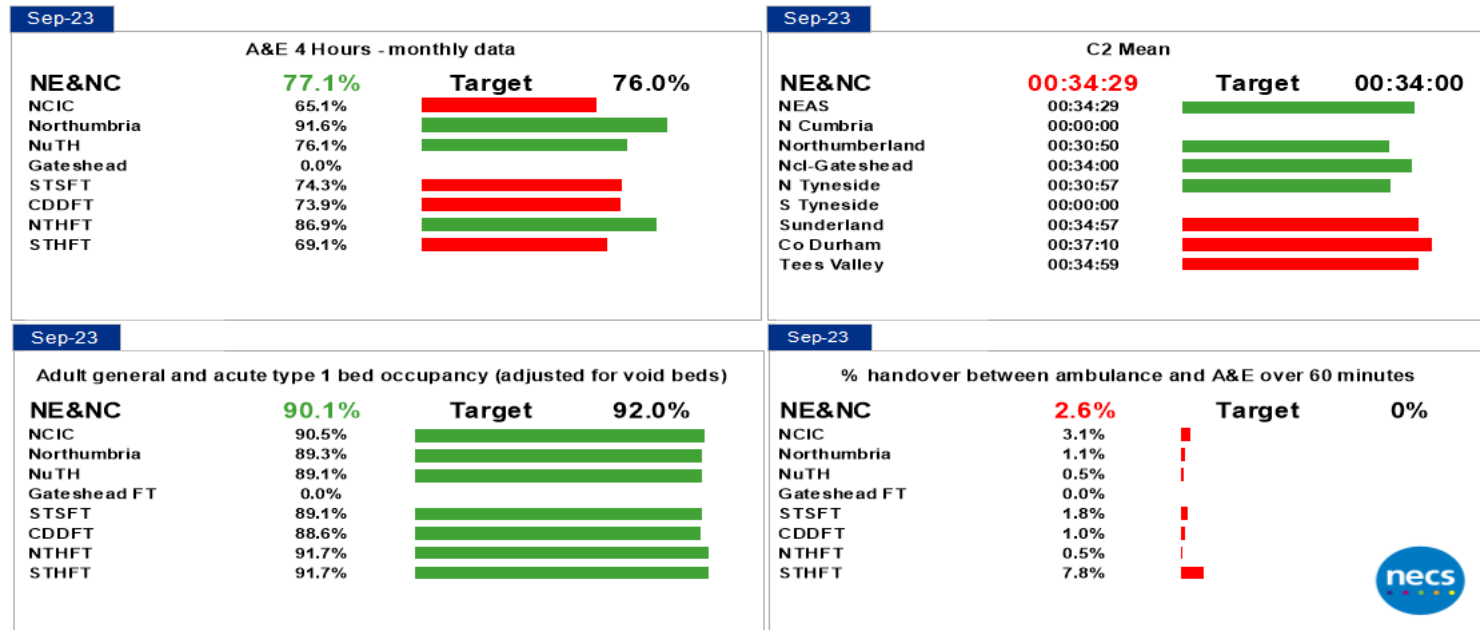 Sep-23
A&E 4 Hours - monthly data
NE&NC 77.1% Target 76.0%
NCIC 65.1%
Northumbria 91.6%
NuTH 76.1%
Gateshead 0.0%
STSFT 74.3%
CDDFT 73.9%
NTHFT 86.9%
STHFT 69.1%
Sep-23
C2 Mean
NE&NC 00:34:29 Target 00:34:00
NEAS 00:34:29
N Cumbria 00:00:00
Northumberland 00:30:50
Ncl-Gateshead 00:34:00
N Tyneside 00:30:57
S Tyneside 00:00:00
Sunderland 00:34:57
Co Durham 00:37:10
Tees Valley 00:34:59
Sep-23
Adult general and acute type 1 bed occupancy (adjusted for void beds)
NE&NC 90.1% Target 92.0%
NCIC 90.5%
Northumbria 89.3%
NuTH 89.1%
Gateshead FT 0.0%
STSFT 89.1%
CDDFT 88.6%
NTHFT 91.7%
STHFT 91.7%
Sep-23
% handover between ambulance and A&E over 60 minutes
NE&NC 2.6% Target 0%
NCIC 3.1%
Northumbria 1.1%
NuTH 0.5%
Gateshead FT 0.0%
STSFT 1.8%
CDDFT 1.0%
NTHFT 0.5%
STHFT 7.8%
necs